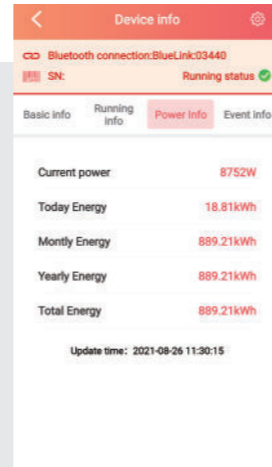 Device info
Bluetooth connection:BlueLink:03440
SN: Running status
Basic info Running info Power Info Event info
Current power 8752W
Today Energy 18.81kWh
Montly Energy 889.21kWh
Yearly Energy 889.21kWh
Total Energy 889.21kWh
Update time: 2021-08-26 11:30:15